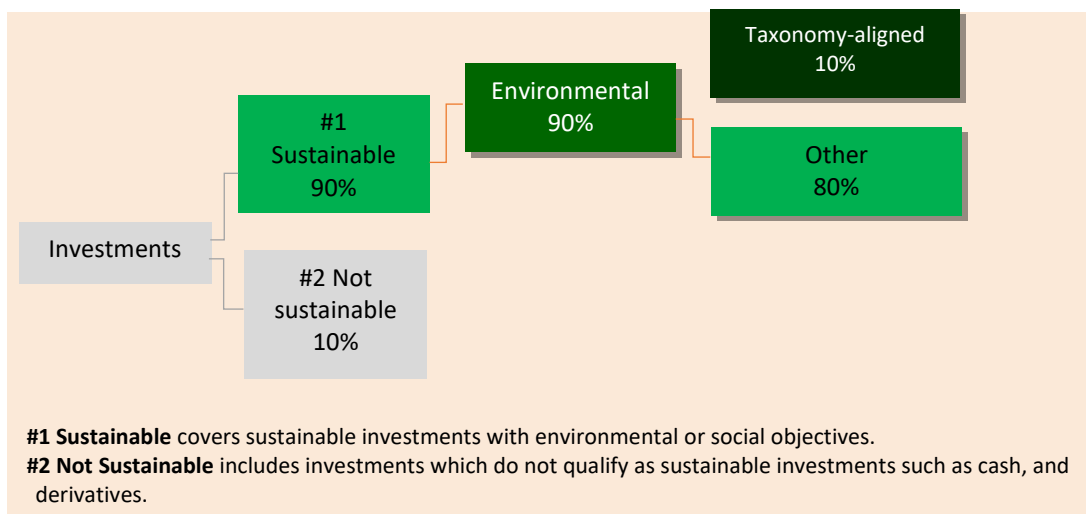 Taxonomy-aligned
10%
Environmental
90%
#1
Sustainable
90%
Other
80%
Investments
#2 Not
sustainable
10%
#1 Sustainable covers sustainable investments with environmental or social objectives.
#2 Not Sustainable includes investments which do not qualify as sustainable investments such as cash, and
derivatives.